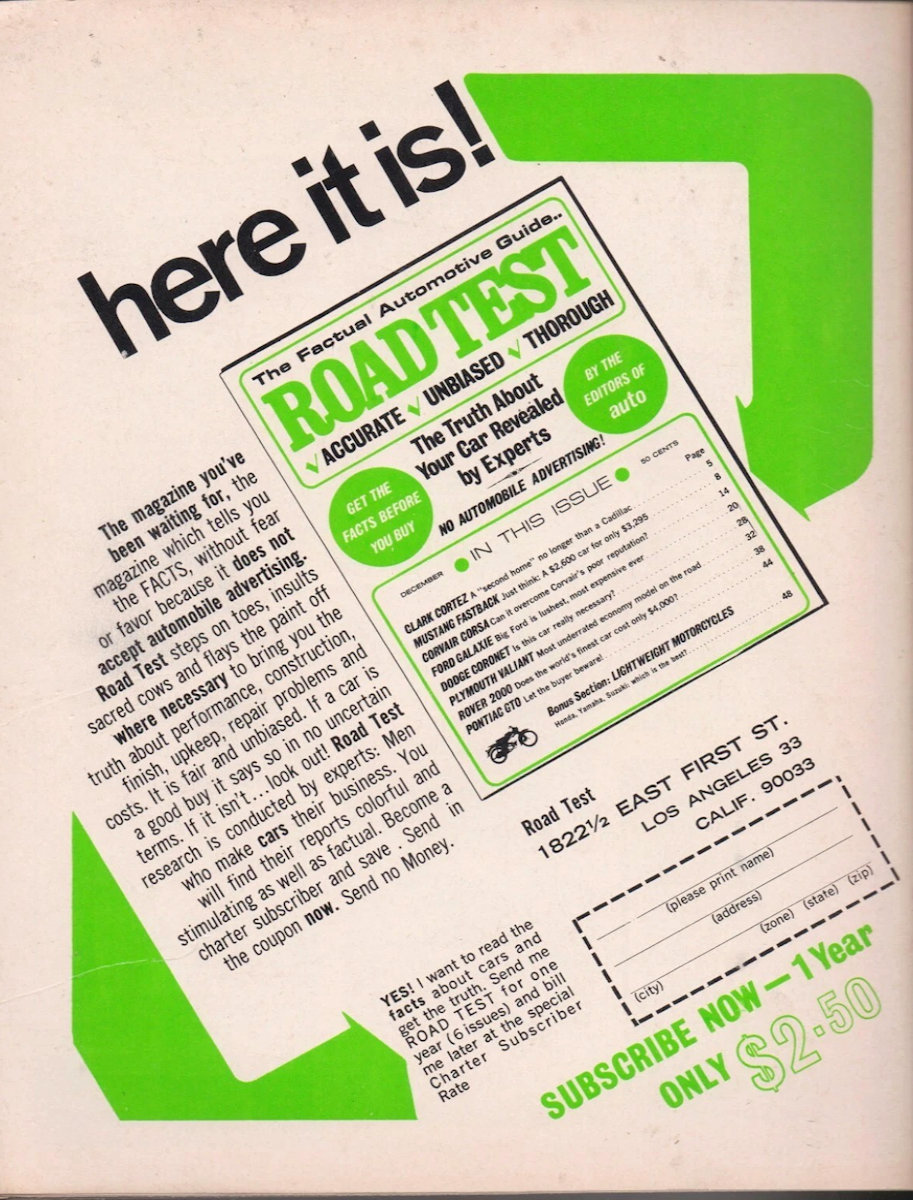 here it is!
The Factual Automotive Guide..
ROAD TEST
√ ACCURATE √ UNBIASED √ THOROUGH
The Truth About
Your Car Revealed
by Experts
BY THE
EDITORS OF
auto
GET THE
FACTS BEFORE
YOU BUY
NO AUTOMOBILE ADVERTISING!
DECEMBER ● IN THIS ISSUE ● 50 CENTS
Page
CLARK CORTEZ A "second home" no longer than a Cadillac 5
MUSTANG FASTBACK Just think: A $2,600 car for only $3,295 8
CORVAIR CORSA Can it overcome Corvair's poor reputation? 14
FORD GALAXIE Big Ford is lushest, most expensive ever 20
DODGE CORONET Is this car really necessary? 28
PLYMOUTH VALIANT Most underrated economy model on the road 32
ROVER 2000 Does the world's finest car cost only $4,000? 38
PONTIAC GTO Let the buyer beware! 44
Bonus Section: LIGHTWEIGHT MOTORCYCLES
Honda, Yamaha, Suzuki: which is the best? 48
The magazine you've
been waiting for, the
magazine which tells you
the FACTS, without fear
or favor because it does not
accept automobile advertising.
Road Test steps on toes, insults
sacred cows and flays the paint off
where necessary to bring you the
truth about performance, construction,
finish, upkeep, repair problems and
costs. It is fair and unbiased. If a car is
a good buy it says so in no uncertain
terms. If it isn't...look out! Road Test
research is conducted by experts: Men
who make cars their business. You
will find their reports colorful and
stimulating as well as factual. Become a
charter subscriber and save . Send in
the coupon now. Send no Money.
Road Test
1822½ EAST FIRST ST.
LOS ANGELES 33
CALIF. 90033
(please print name)
(address)
(zone) (state) (zip)
(city)
YES! I want to read the
facts about cars and
get the truth. Send me
ROAD TEST for one
year (6 issues) and bill
me later at the special
Charter Subscriber
Rate
SUBSCRIBE NOW—1 Year
ONLY $2.50